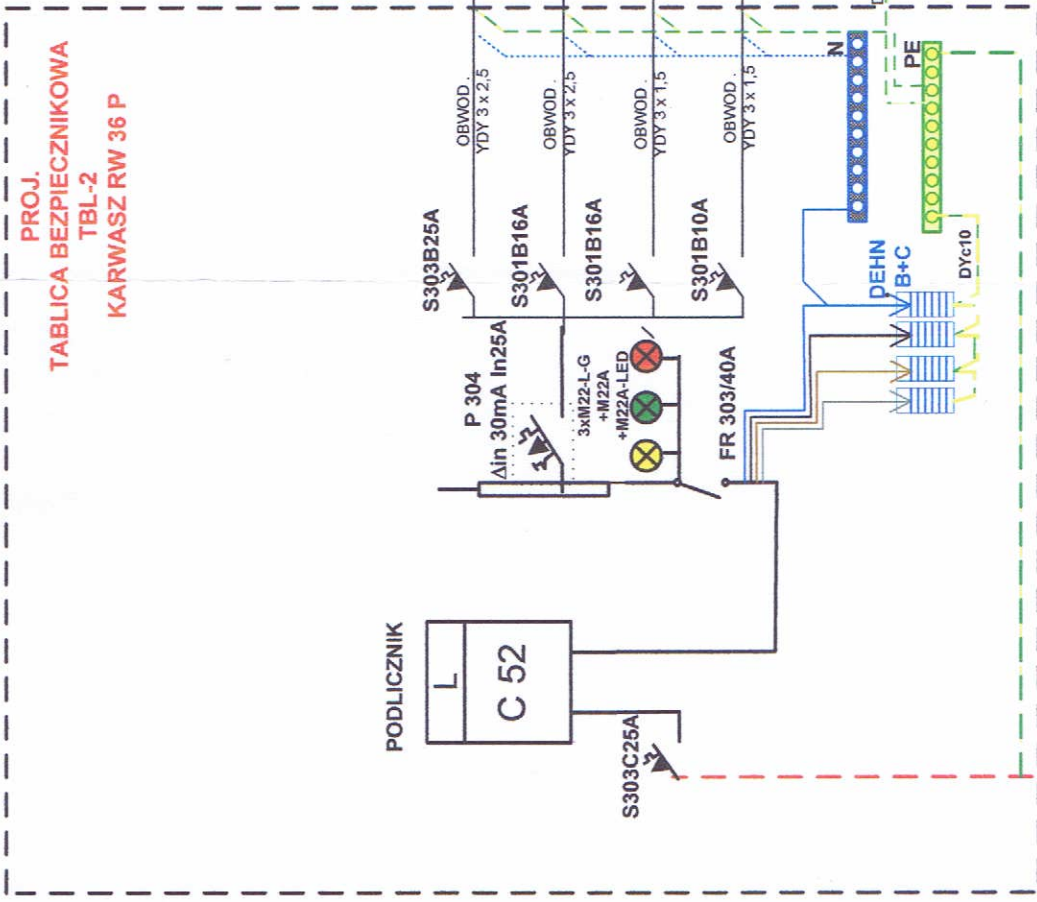 PROJ.
TABLICA BEZPIECZNIKOWA
TBL-2
KARWASZ RW 36 P
PODLICZNIK
L
C 52
S303C25A
P 304
Δin 30mA In25A
3xM22-L-G
+M22A
+M22A-LED
FR 303/40A
S303B25A
S301B16A
S301B16A
S301B10A
OBWOD .
YDY 3 x 2,5
OBWOD .
YDY 3 x 2,5
OBWOD .
YDY 3 x 1,5
OBWOD .
YDY 3 x 1,5
N
PE
DEHN
B+C
DYc10